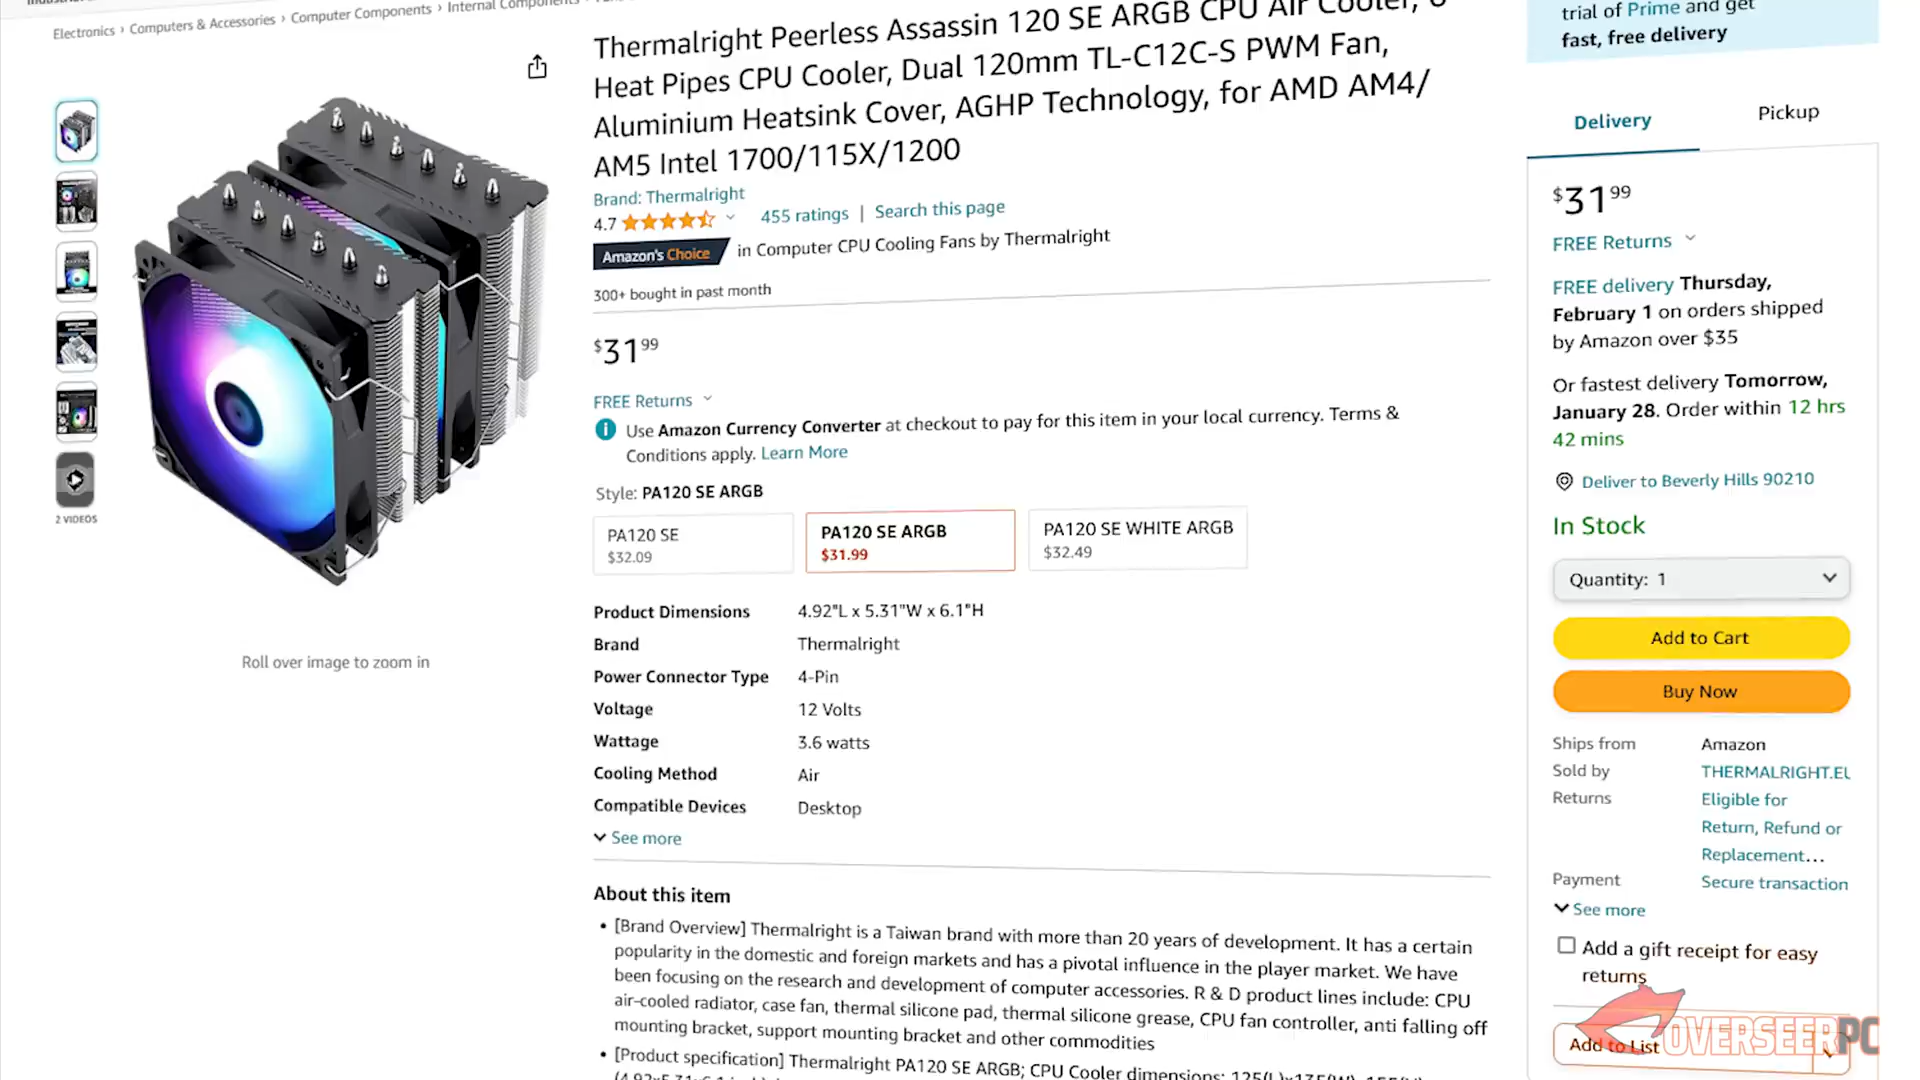 Electronics › Computers & Accessories › Computer Components › Internal Components
Thermalright Peerless Assassin 120 SE ARGB CPU Air Cooler, 6
Heat Pipes CPU Cooler, Dual 120mm TL-C12C-S PWM Fan,
Aluminium Heatsink Cover, AGHP Technology, for AMD AM4/
AM5 Intel 1700/115X/1200
Brand: Thermalright
4.7
455 ratings | Search this page
Amazon's Choice in Computer CPU Cooling Fans by Thermalright
300+ bought in past month
$3199
FREE Returns
Use Amazon Currency Converter at checkout to pay for this item in your local currency. Terms &
Conditions apply. Learn More
Style: PA120 SE ARGB
PA120 SE
$32.09
PA120 SE ARGB
$31.99
PA120 SE WHITE ARGB
$32.49
Product Dimensions 4.92"L x 5.31"W x 6.1"H
Brand Thermalright
Power Connector Type 4-Pin
Voltage 12 Volts
Wattage 3.6 watts
Cooling Method Air
Compatible Devices Desktop
See more
About this item
• [Brand Overview] Thermalright is a Taiwan brand with more than 20 years of development. It has a certain
popularity in the domestic and foreign markets and has a pivotal influence in the player market. We have
been focusing on the research and development of computer accessories. R & D product lines include: CPU
air-cooled radiator, case fan, thermal silicone pad, thermal silicone grease, CPU fan controller, anti falling off
mounting bracket, support mounting bracket and other commodities
• [Product specification] Thermalright PA120 SE ARGB; CPU Cooler dimensions:
2 VIDEOS
Roll over image to zoom in
trial of Prime and get
fast, free delivery
Delivery
Pickup
$3199
FREE Returns
FREE delivery Thursday,
February 1 on orders shipped
by Amazon over $35
Or fastest delivery Tomorrow,
January 28. Order within 12 hrs
42 mins
Deliver to Beverly Hills 90210
In Stock
Quantity: 1
Add to Cart
Buy Now
Ships from Amazon
Sold by THERMALRIGHT.EU
Returns Eligible for
Return, Refund or
Replacement...
Payment Secure transaction
See more
Add a gift receipt for easy
returns
Add to List
OVERSEERPC